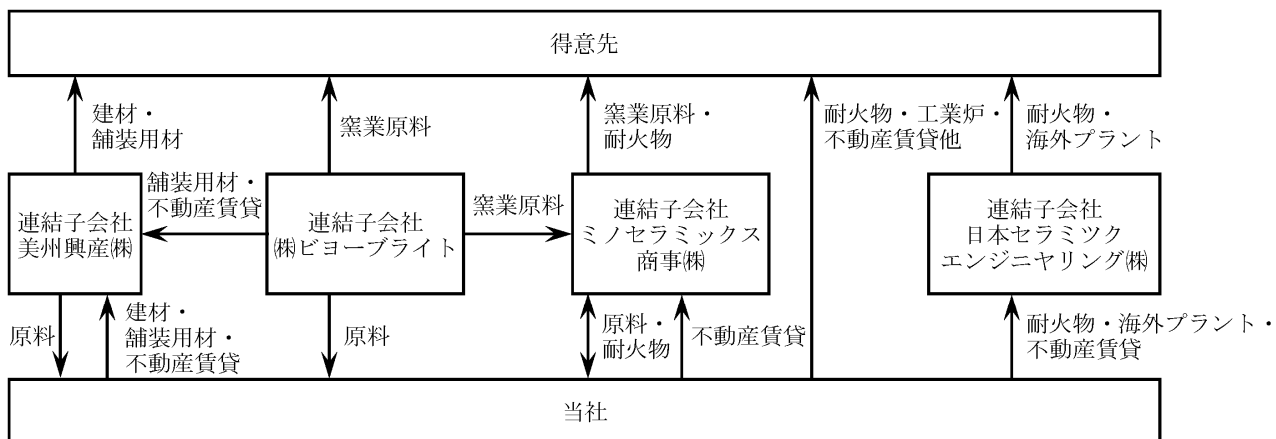 得意先
建材・
舗装用材
窯業原料
窯業原料・
耐火物
耐火物・工業炉・
不動産賃貸他
耐火物・
海外プラント
連結子会社
美州興産㈱
舗装用材・
不動産賃貸
連結子会社
㈱ビヨーブライト
窯業原料
連結子会社
ミノセラミックス
商事㈱
連結子会社
日本セラミツク
エンジニヤリング㈱
原料
建材・
舗装用材・
不動産賃貸
原料
原料・
耐火物
不動産賃貸
耐火物・海外プラント・
不動産賃貸
当社